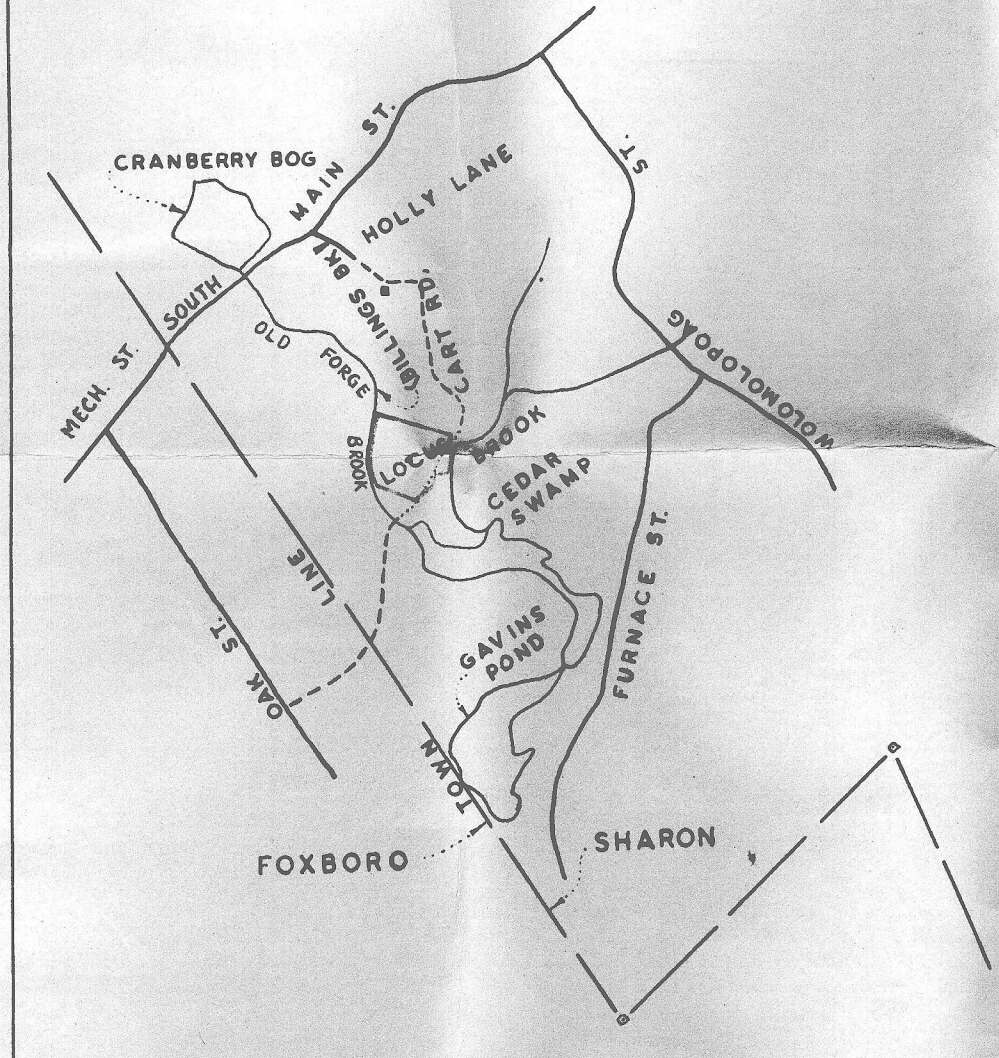 CRANBERRY BOG
MAIN ST.
HOLLY LANE
ST.
SOUTH
(BILLINGS BK)
CART RD.
OLD
FORGE
BROOK
MECH. ST.
WOLOMOLOPOAG
LOCUS
BROOK
CEDAR
SWAMP
LINE
FURNACE ST.
OAK ST.
GAVINS
POND
TOWN
FOXBORO
SHARON